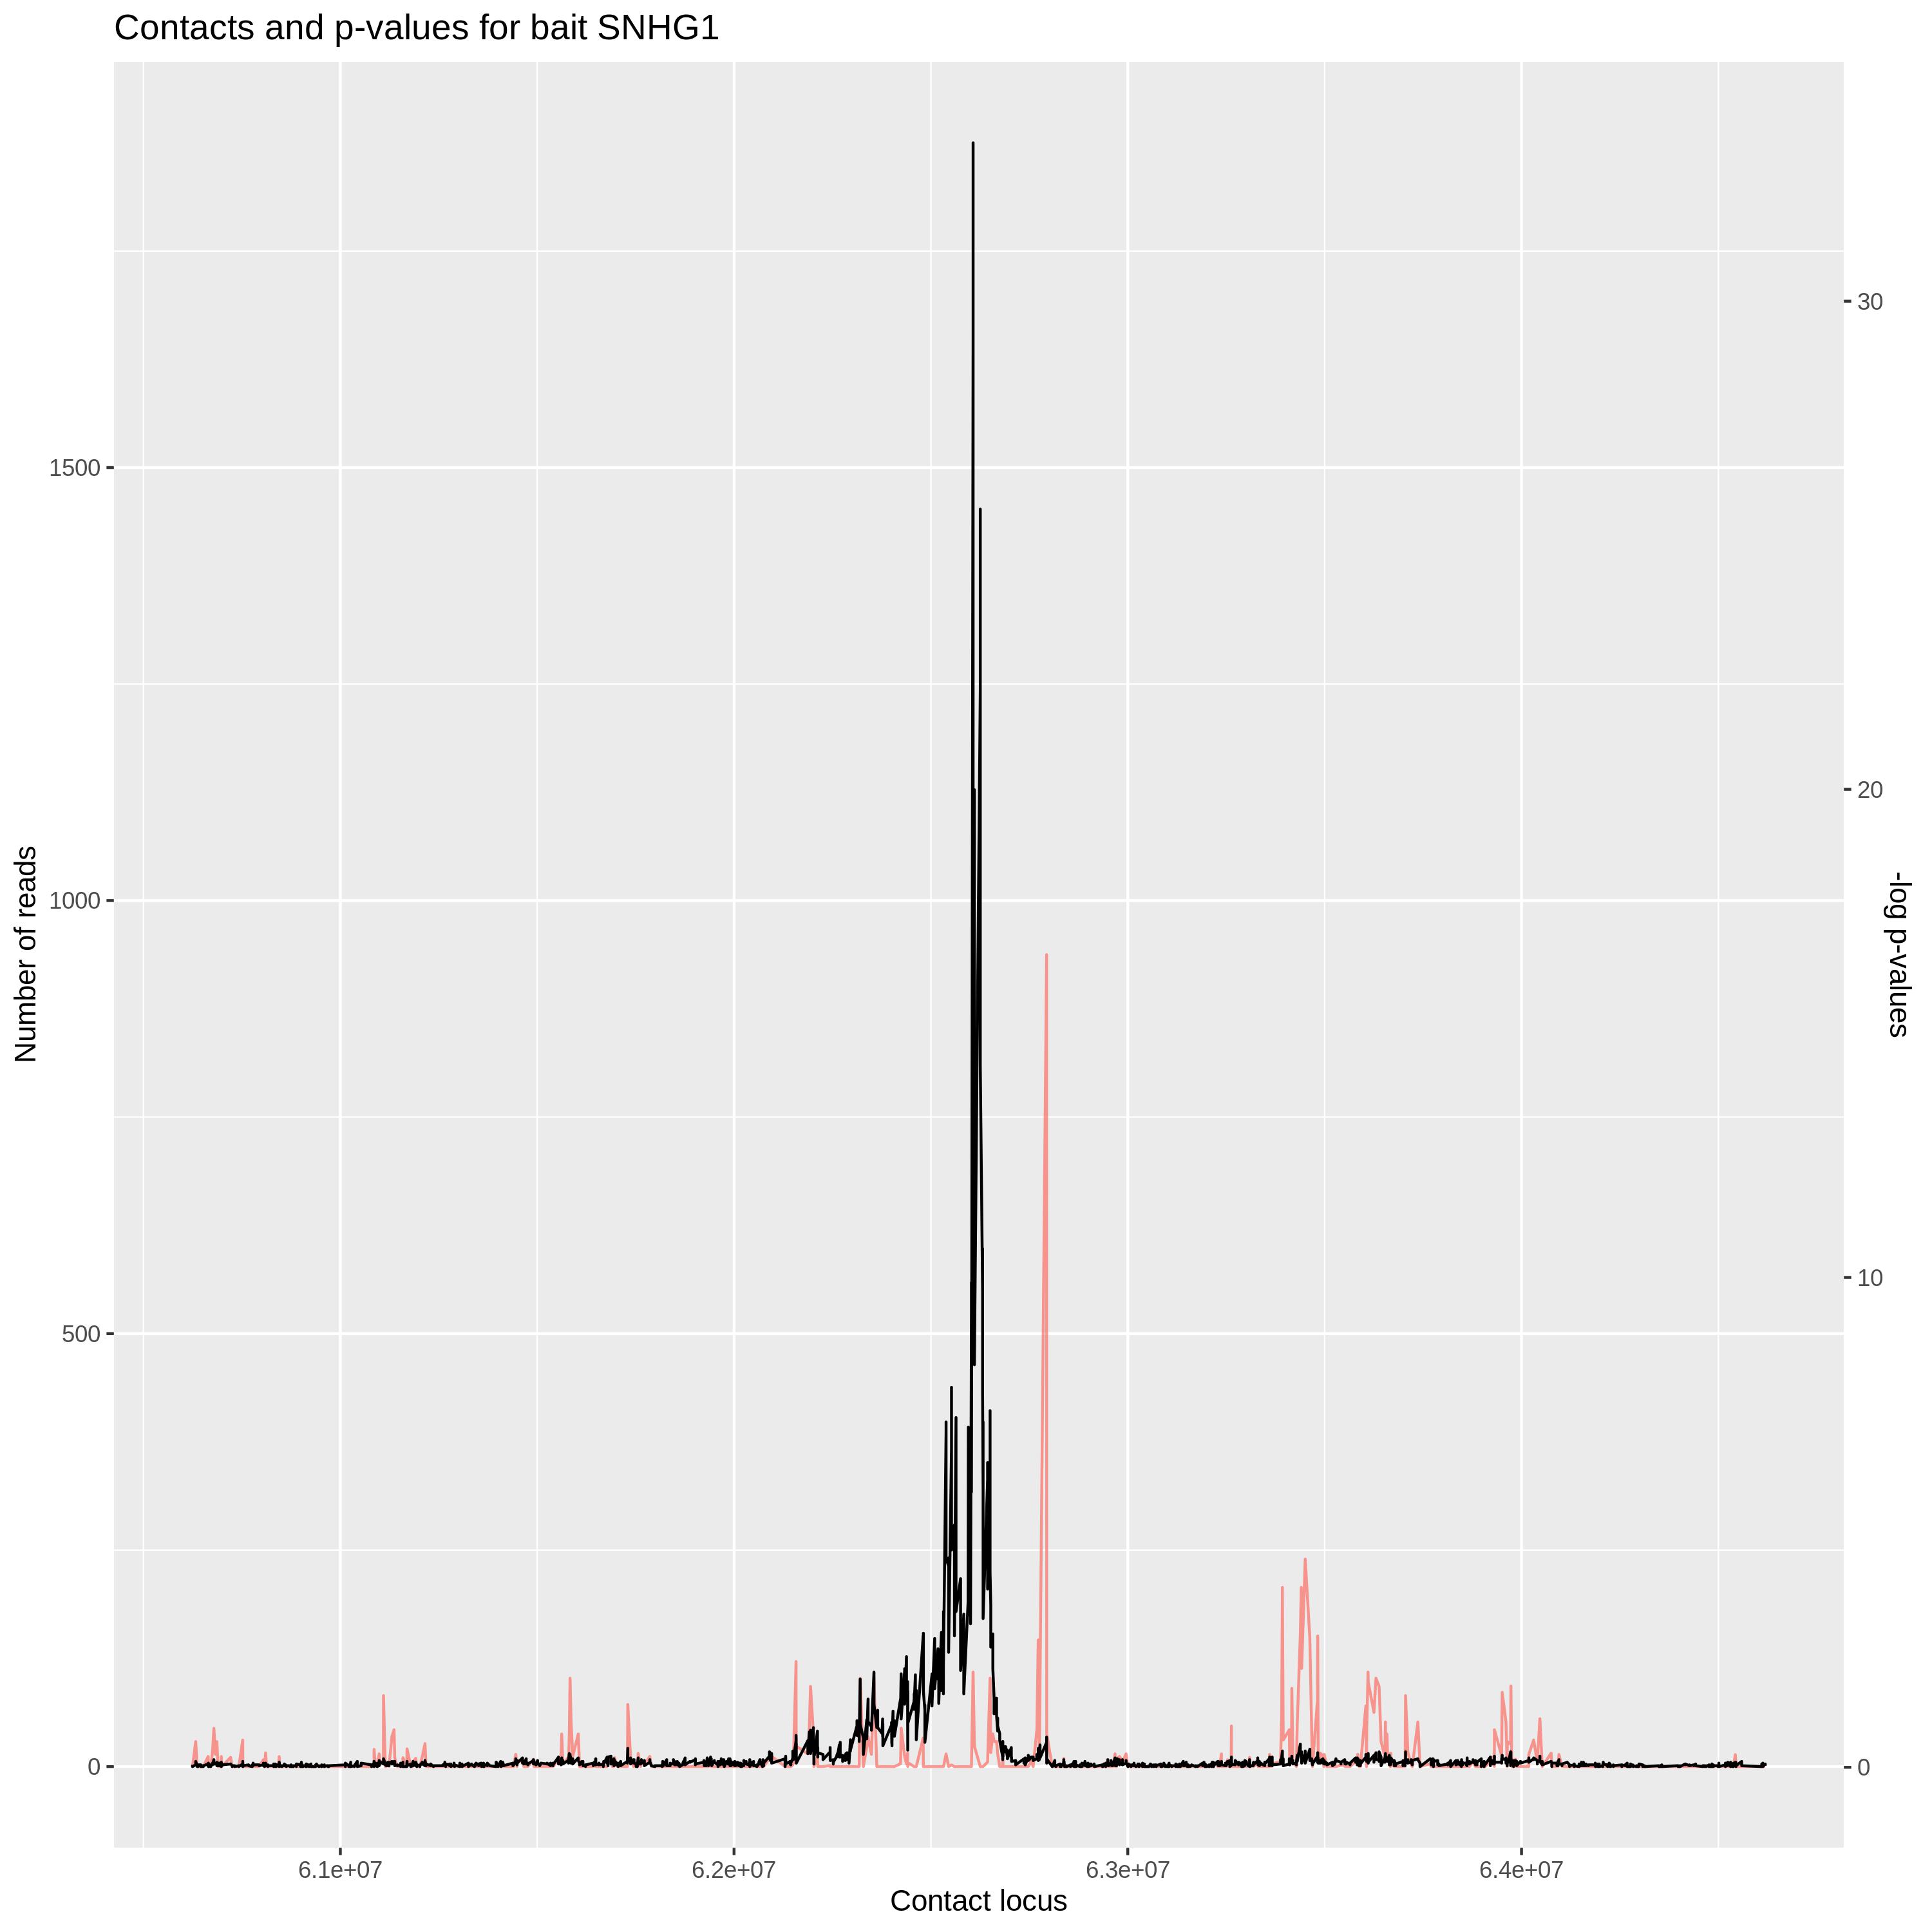 Contacts and p-values for bait SNHG1
Number of reads
1500
1000
500
0
30
20
10
0
-log p-values
6.1e+07
6.2e+07
6.3e+07
6.4e+07
Contact locus